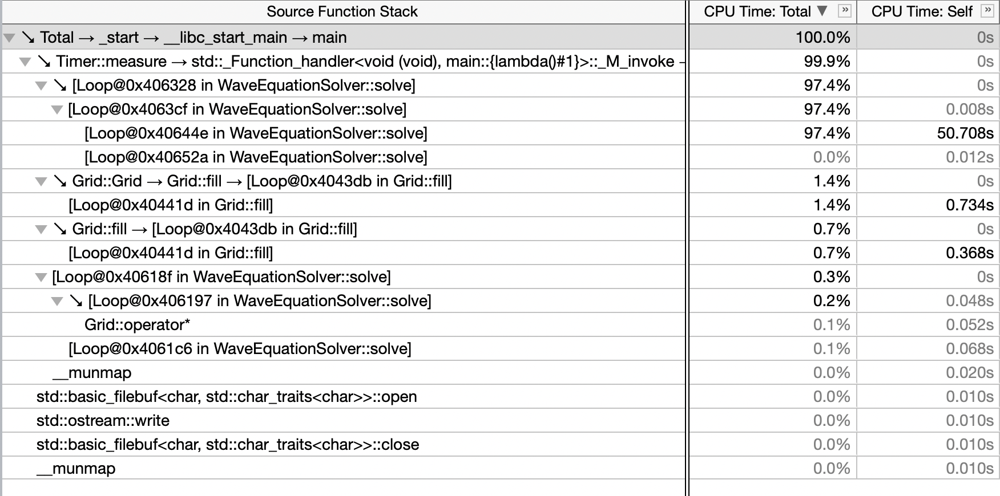 Source Function Stack CPU Time: Total ▼ » CPU Time: Self »
▼ ↘ Total → _start → __libc_start_main → main 100.0% 0s
▼ ↘ Timer::measure → std::_Function_handler<void (void), main::{lambda()#1}>::_M_invoke - 99.9% 0s
▼ ↘ [Loop@0x406328 in WaveEquationSolver::solve] 97.4% 0s
▼ [Loop@0x4063cf in WaveEquationSolver::solve] 97.4% 0.008s
[Loop@0x40644e in WaveEquationSolver::solve] 97.4% 50.708s
[Loop@0x40652a in WaveEquationSolver::solve] 0.0% 0.012s
▼ ↘ Grid::Grid → Grid::fill → [Loop@0x4043db in Grid::fill] 1.4% 0s
[Loop@0x40441d in Grid::fill] 1.4% 0.734s
▼ ↘ Grid::fill → [Loop@0x4043db in Grid::fill] 0.7% 0s
[Loop@0x40441d in Grid::fill] 0.7% 0.368s
▼ [Loop@0x40618f in WaveEquationSolver::solve] 0.3% 0s
▼ ↘ [Loop@0x406197 in WaveEquationSolver::solve] 0.2% 0.048s
Grid::operator* 0.1% 0.052s
[Loop@0x4061c6 in WaveEquationSolver::solve] 0.1% 0.068s
__munmap 0.0% 0.020s
std::basic_filebuf<char, std::char_traits<char>>::open 0.0% 0.010s
std::ostream::write 0.0% 0.010s
std::basic_filebuf<char, std::char_traits<char>>::close 0.0% 0.010s
__munmap 0.0% 0.010s